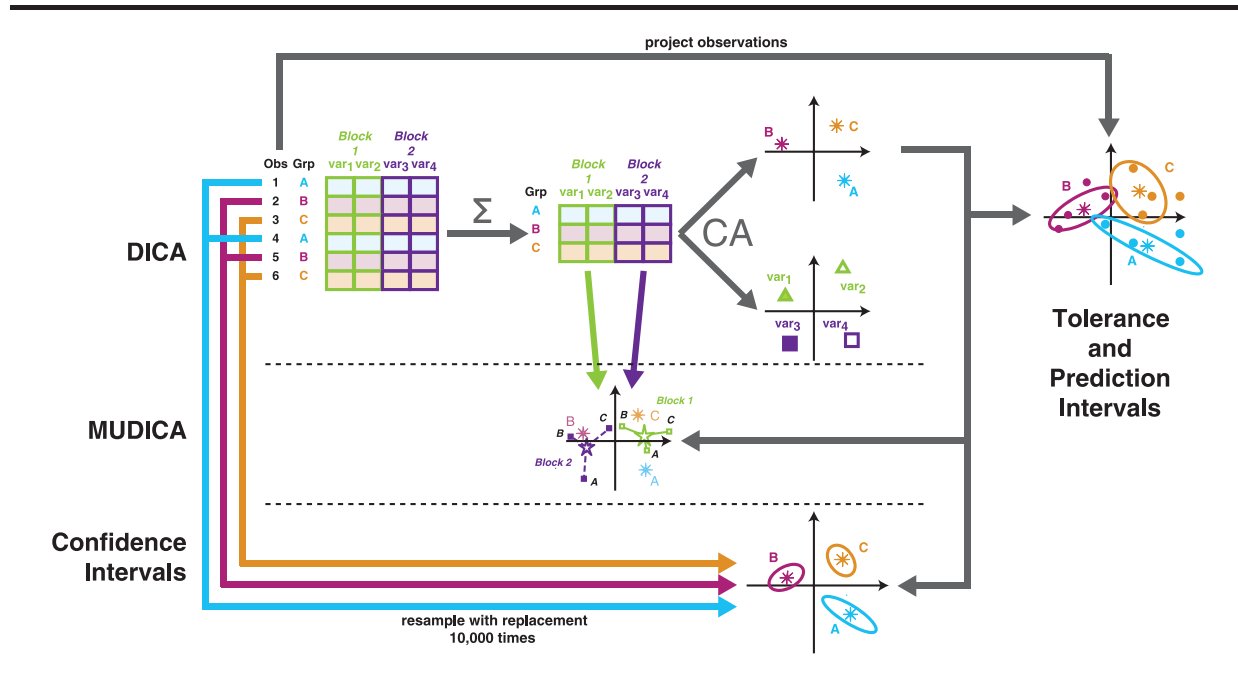 project observations
Block
1
Block
2
Obs Grp var1 var2 var3 var4
1 A
2 B
3 C
4 A
5 B
6 C
DICA
Σ
Block
1
Block
2
Grp var1 var2 var3 var4
A
B
C
CA
B
C
A
var1
var2
var3
var4
B
C
A
Tolerance
and
Prediction
Intervals
MUDICA
Block 1
B
C
C
B
C
B
A
Block 2
A
A
Confidence
Intervals
B
C
A
resample with replacement
10,000 times